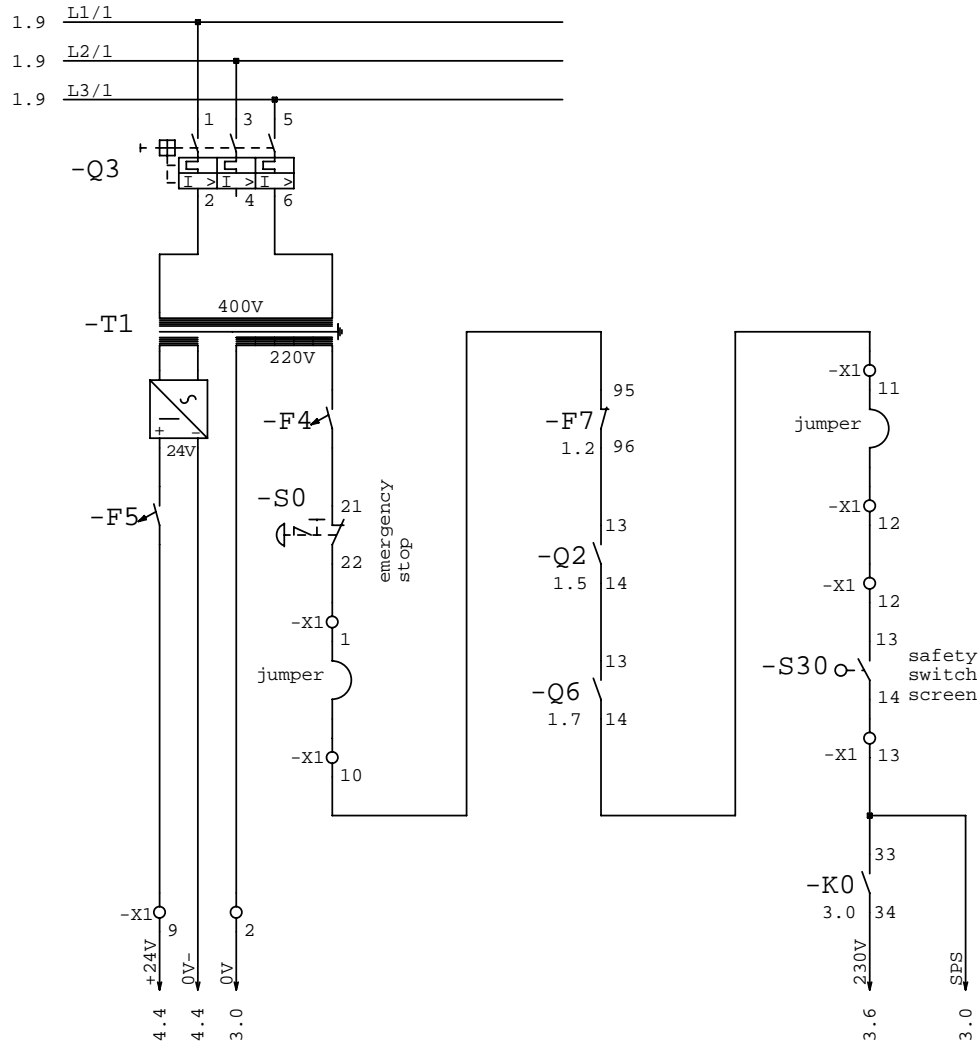 1.9 L1/1
1.9 L2/1
1.9 L3/1
1 3 5
-Q3
I > I > I >
2 4 6
400V
-T1
220V
+ -
24V
-F5
-F4
-S0
21
22
emergency
stop
-X1
1
jumper
-X1
10
95
-F7
1.2 96
13
-Q2
1.5 14
13
-Q6
1.7 14
-X1
11
jumper
-X1
12
-X1
12
13
-S30
14
safety
switch
screen
-X1 13
33
-K0
3.0 34
-X1
9
2
+24V
0V-
0V
230V
SPS
4.4
4.4
3.0
3.6
3.0